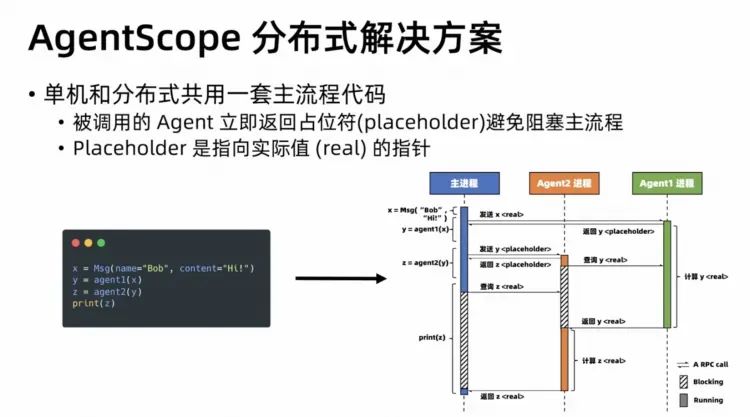 AgentScope 分布式解决方案
• 单机和分布式共用一套主流程代码
• 被调用的 Agent 立即返回占位符(placeholder)避免阻塞主流程
• Placeholder 是指向实际值 (real) 的指针
x = Msg(name="Bob", content="Hi!")
y = agent1(x)
z = agent2(y)
print(z)
主进程
Agent2 进程
Agent1 进程
x = Msg( “Bob”,
“Hi!”)
发送 x <real>
y = agent1(x)
返回 y <placeholder>
发送 y <placeholder>
z = agent2(y)
返回 z <placeholder>
查询 y <real>
计算 y <real>
查询 z <real>
返回 y <real>
print(z)
计算 z <real>
返回 z <real>
A RPC call
Blocking
Running